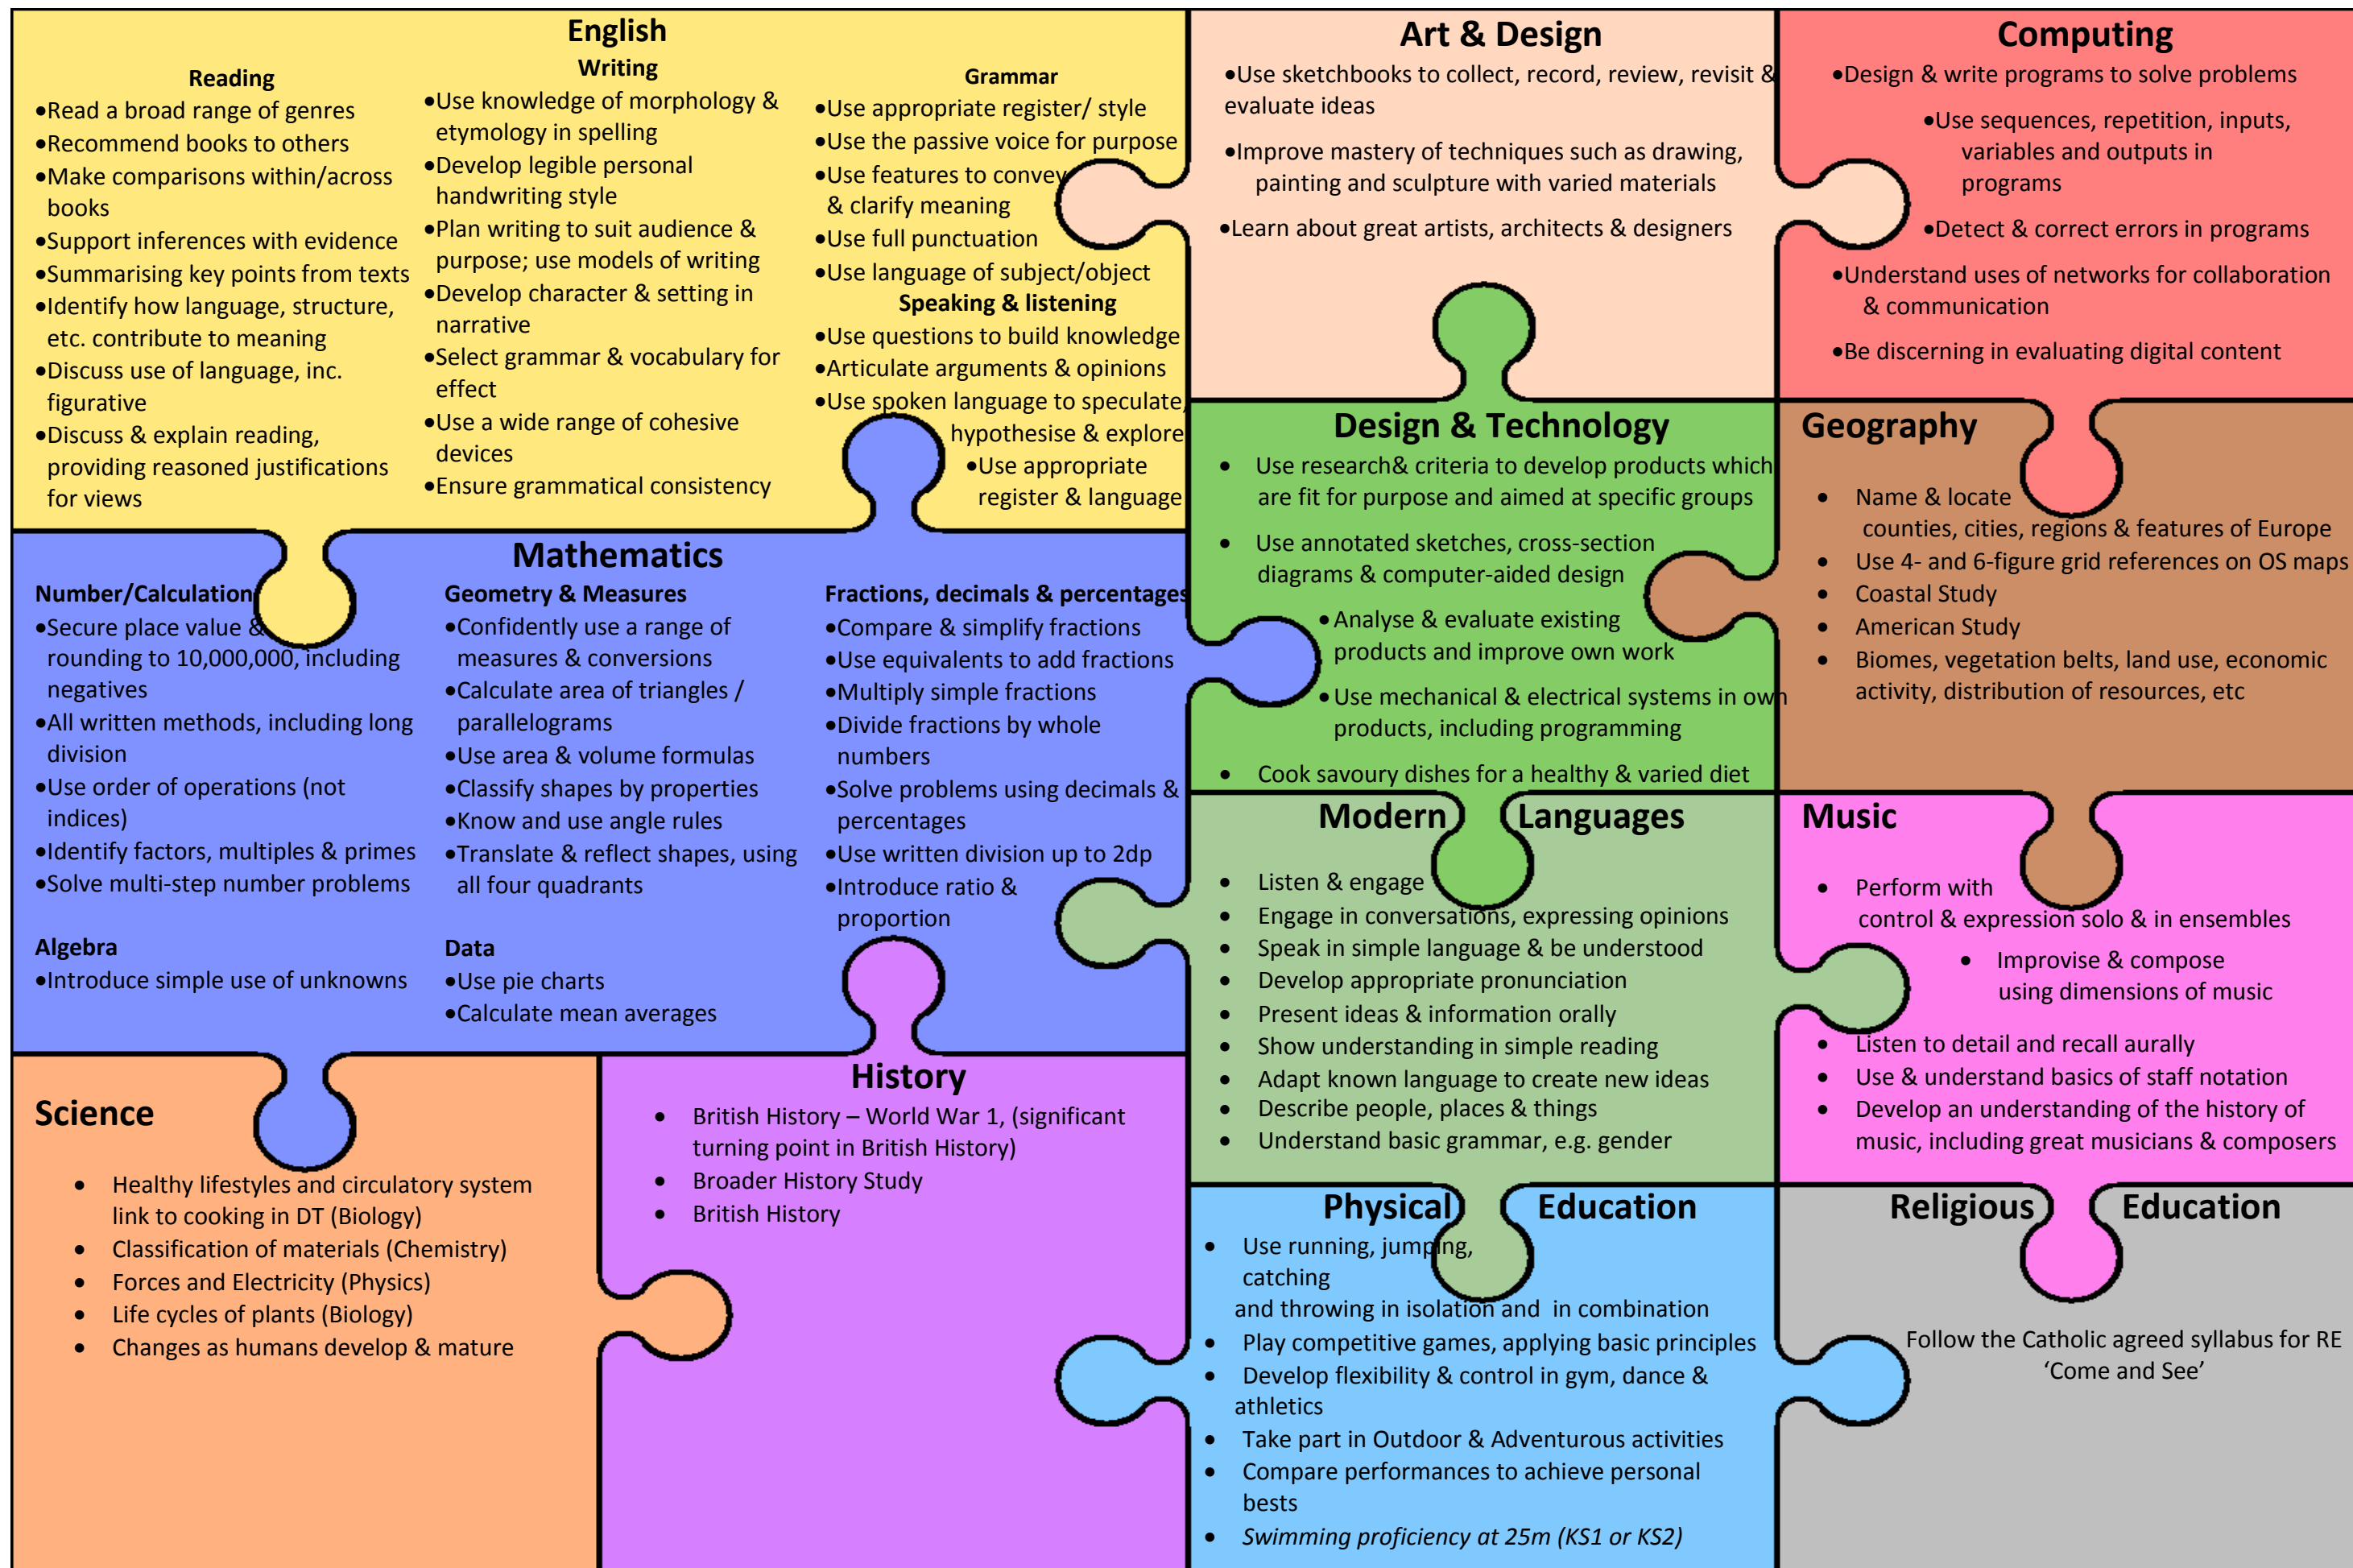 English
Reading
•Read a broad range of genres
•Recommend books to others
•Make comparisons within/across
books
•Support inferences with evidence
•Summarising key points from texts
•Identify how language, structure,
etc. contribute to meaning
•Discuss use of language, inc.
figurative
•Discuss & explain reading,
providing reasoned justifications
for views
Writing
•Use knowledge of morphology &
etymology in spelling
•Develop legible personal
handwriting style
•Plan writing to suit audience &
purpose; use models of writing
•Develop character & setting in
narrative
•Select grammar & vocabulary for
effect
•Use a wide range of cohesive
devices
•Ensure grammatical consistency
Grammar
•Use appropriate register/ style
•Use the passive voice for purpose
•Use features to convey
& clarify meaning
•Use full punctuation
•Use language of subject/object
Speaking & listening
•Use questions to build knowledge
•Articulate arguments & opinions
•Use spoken language to speculate,
hypothesise & explore
•Use appropriate
register & language
Art & Design
•Use sketchbooks to collect, record, review, revisit &
evaluate ideas
•Improve mastery of techniques such as drawing,
painting and sculpture with varied materials
•Learn about great artists, architects & designers
Computing
•Design & write programs to solve problems
•Use sequences, repetition, inputs,
variables and outputs in
programs
•Detect & correct errors in programs
•Understand uses of networks for collaboration
& communication
•Be discerning in evaluating digital content
Design & Technology
• Use research& criteria to develop products which
are fit for purpose and aimed at specific groups
• Use annotated sketches, cross-section
diagrams & computer-aided design
• Analyse & evaluate existing
products and improve own work
• Use mechanical & electrical systems in own
products, including programming
• Cook savoury dishes for a healthy & varied diet
Geography
• Name & locate
counties, cities, regions & features of Europe
• Use 4- and 6-figure grid references on OS maps
• Coastal Study
• American Study
• Biomes, vegetation belts, land use, economic
activity, distribution of resources, etc
Mathematics
Number/Calculation
•Secure place value &
rounding to 10,000,000, including
negatives
•All written methods, including long
division
•Use order of operations (not
indices)
•Identify factors, multiples & primes
•Solve multi-step number problems
Algebra
•Introduce simple use of unknowns
Geometry & Measures
•Confidently use a range of
measures & conversions
•Calculate area of triangles /
parallelograms
•Use area & volume formulas
•Classify shapes by properties
•Know and use angle rules
•Translate & reflect shapes, using
all four quadrants
Data
•Use pie charts
•Calculate mean averages
Fractions, decimals & percentages
•Compare & simplify fractions
•Use equivalents to add fractions
•Multiply simple fractions
•Divide fractions by whole
numbers
•Solve problems using decimals &
percentages
•Use written division up to 2dp
•Introduce ratio &
proportion
Modern Languages
• Listen & engage
• Engage in conversations, expressing opinions
• Speak in simple language & be understood
• Develop appropriate pronunciation
• Present ideas & information orally
• Show understanding in simple reading
• Adapt known language to create new ideas
• Describe people, places & things
• Understand basic grammar, e.g. gender
Music
• Perform with
control & expression solo & in ensembles
• Improvise & compose
using dimensions of music
• Listen to detail and recall aurally
• Use & understand basics of staff notation
• Develop an understanding of the history of
music, including great musicians & composers
Science
• Healthy lifestyles and circulatory system
link to cooking in DT (Biology)
• Classification of materials (Chemistry)
• Forces and Electricity (Physics)
• Life cycles of plants (Biology)
• Changes as humans develop & mature
History
• British History – World War 1, (significant
turning point in British History)
• Broader History Study
• British History
Physical Education
• Use running, jumping,
catching
and throwing in isolation and in combination
• Play competitive games, applying basic principles
• Develop flexibility & control in gym, dance &
athletics
• Take part in Outdoor & Adventurous activities
• Compare performances to achieve personal
bests
• Swimming proficiency at 25m (KS1 or KS2)
Religious Education
Follow the Catholic agreed syllabus for RE
‘Come and See’